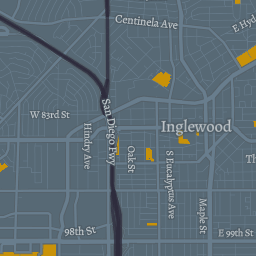 Centinela Ave
E Hyd
San Diego Fwy
W 83rd St
Hindry Ave
Inglewood
Oak St
S Eucalyptus Ave
Th
Maple St
98th St
E 99th St